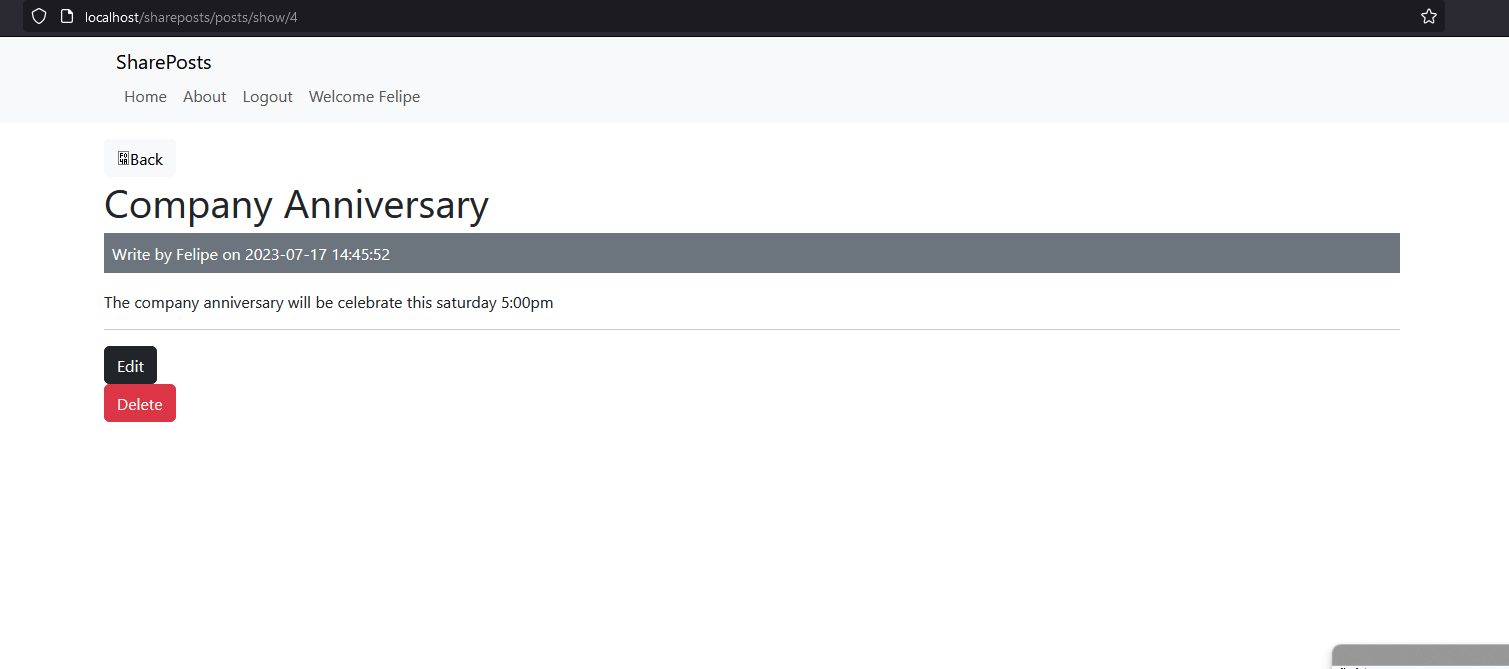 localhost/shareposts/posts/show/4
SharePosts
Home About Logout Welcome Felipe
Back
Company Anniversary
Write by Felipe on 2023-07-17 14:45:52
The company anniversary will be celebrate this saturday 5:00pm
Edit
Delete